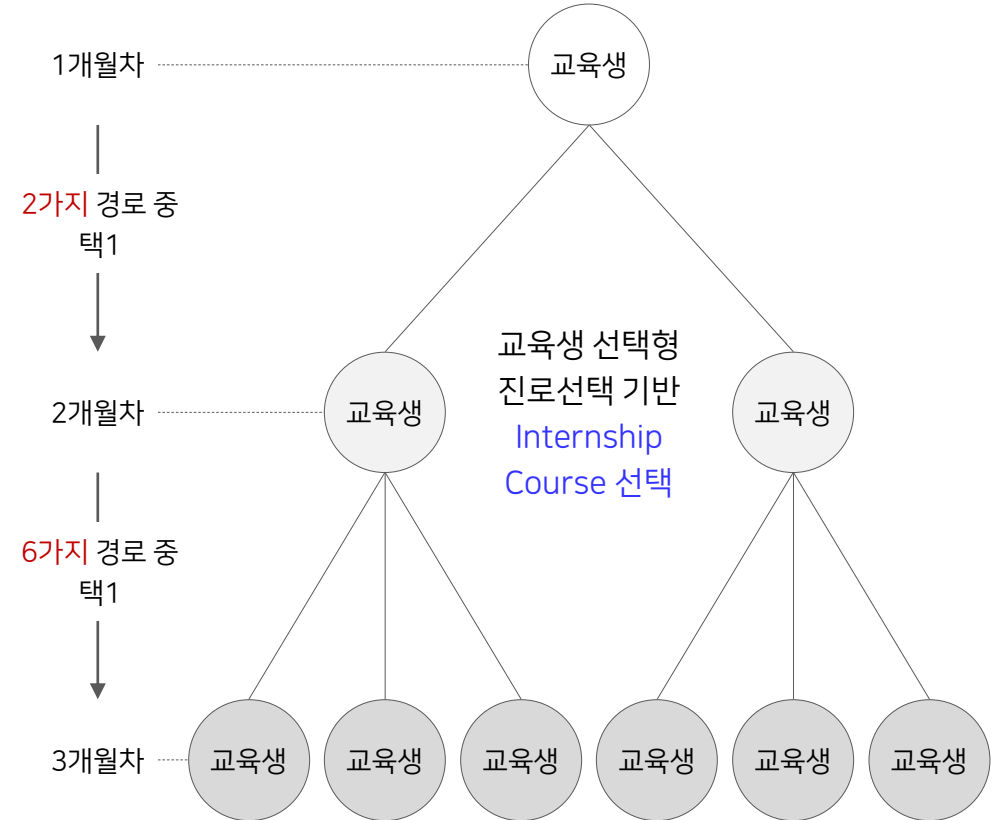 1개월차
교육생
2가지 경로 중
택1
교육생 선택형
진로선택 기반
Internship
Course 선택
2개월차
교육생
교육생
6가지 경로 중
택1
3개월차
교육생
교육생
교육생
교육생
교육생
교육생